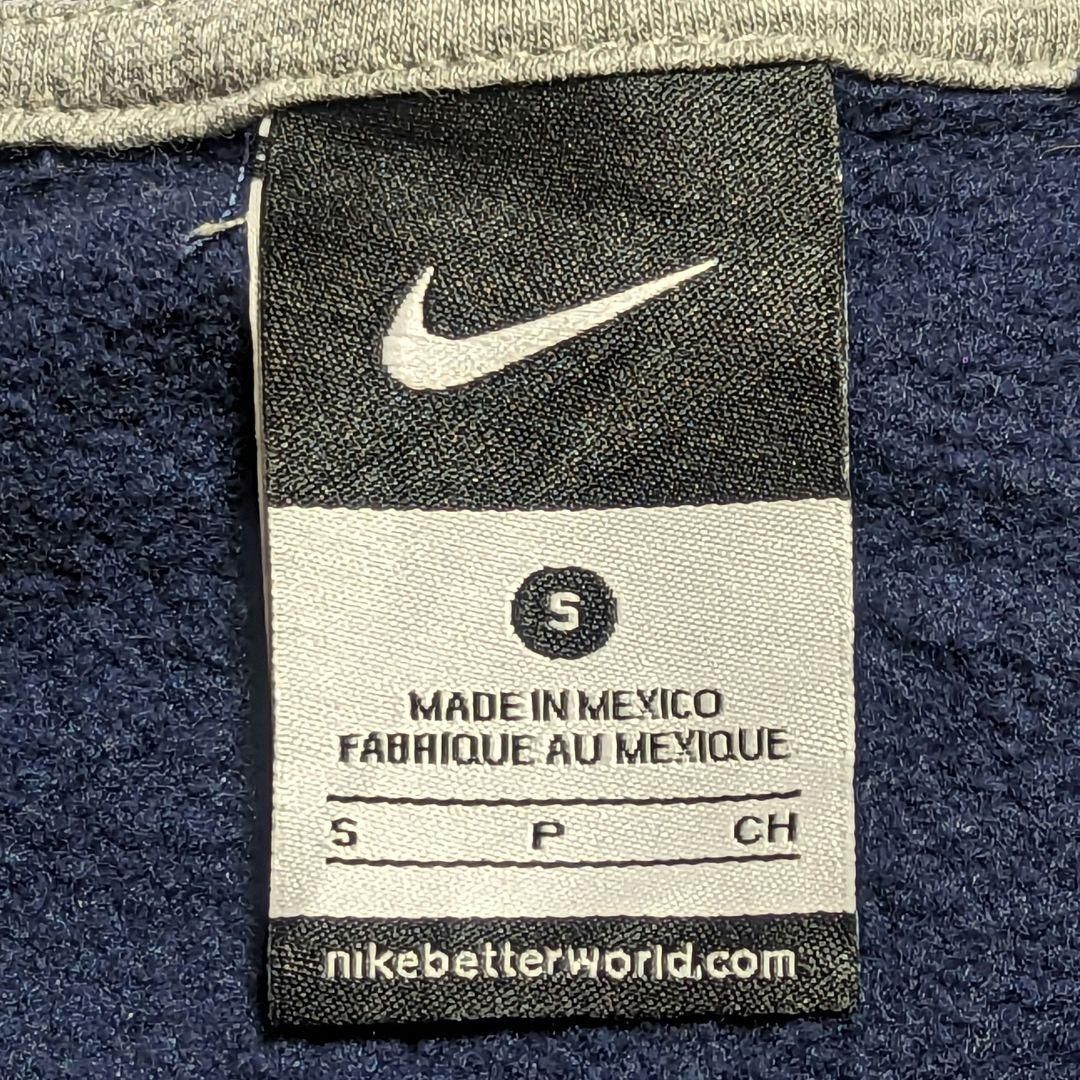 S
MADE IN MEXICO
FABRIQUE AU MEXIQUE
S P CH
nikebetterworld.com